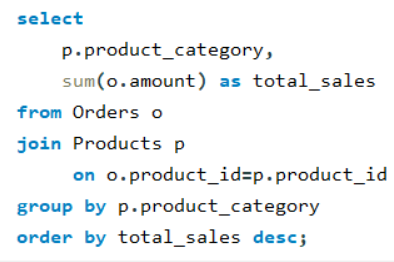 select
p.product_category,
sum(o.amount) as total_sales
from Orders o
join Products p
on o.product_id=p.product_id
group by p.product_category
order by total_sales desc;